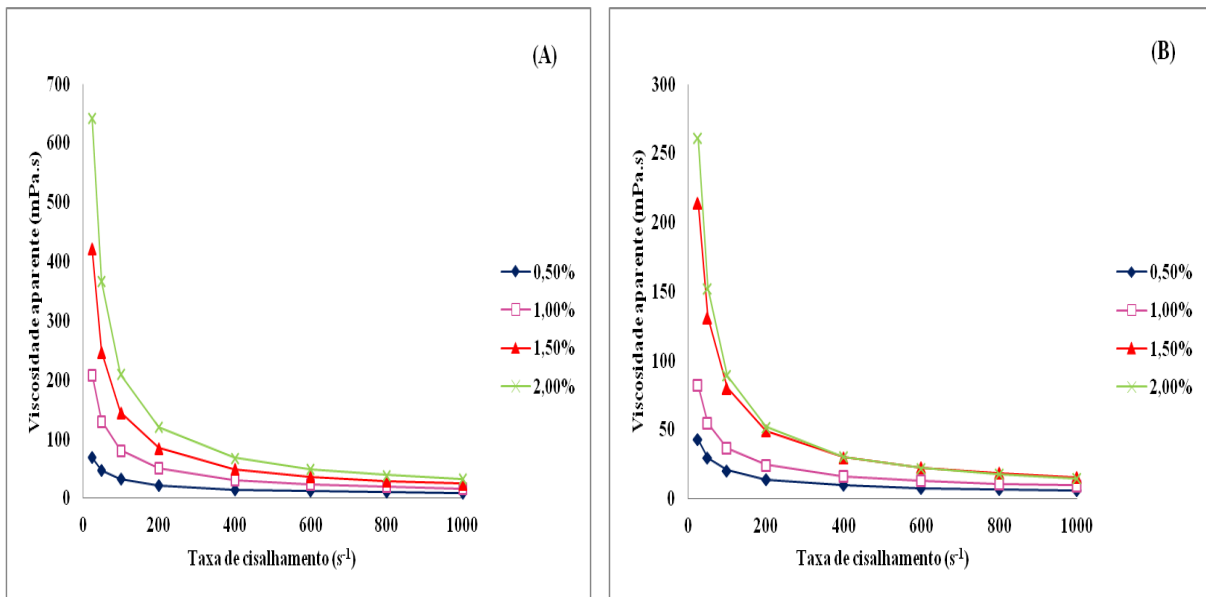 (A)
700
600
500
400
300
200
100
0
Viscosidade aparente (mPa.s)
0 200 400 600 800 1000
Taxa de cisalhamento (s-1)
0,50%
1,00%
1,50%
2,00%
(B)
300
250
200
150
100
50
0
Viscosidade aparente (mPa.s)
0 200 400 600 800 1000
Taxa de cisalhamento (s-1)
0,50%
1,00%
1,50%
2,00%